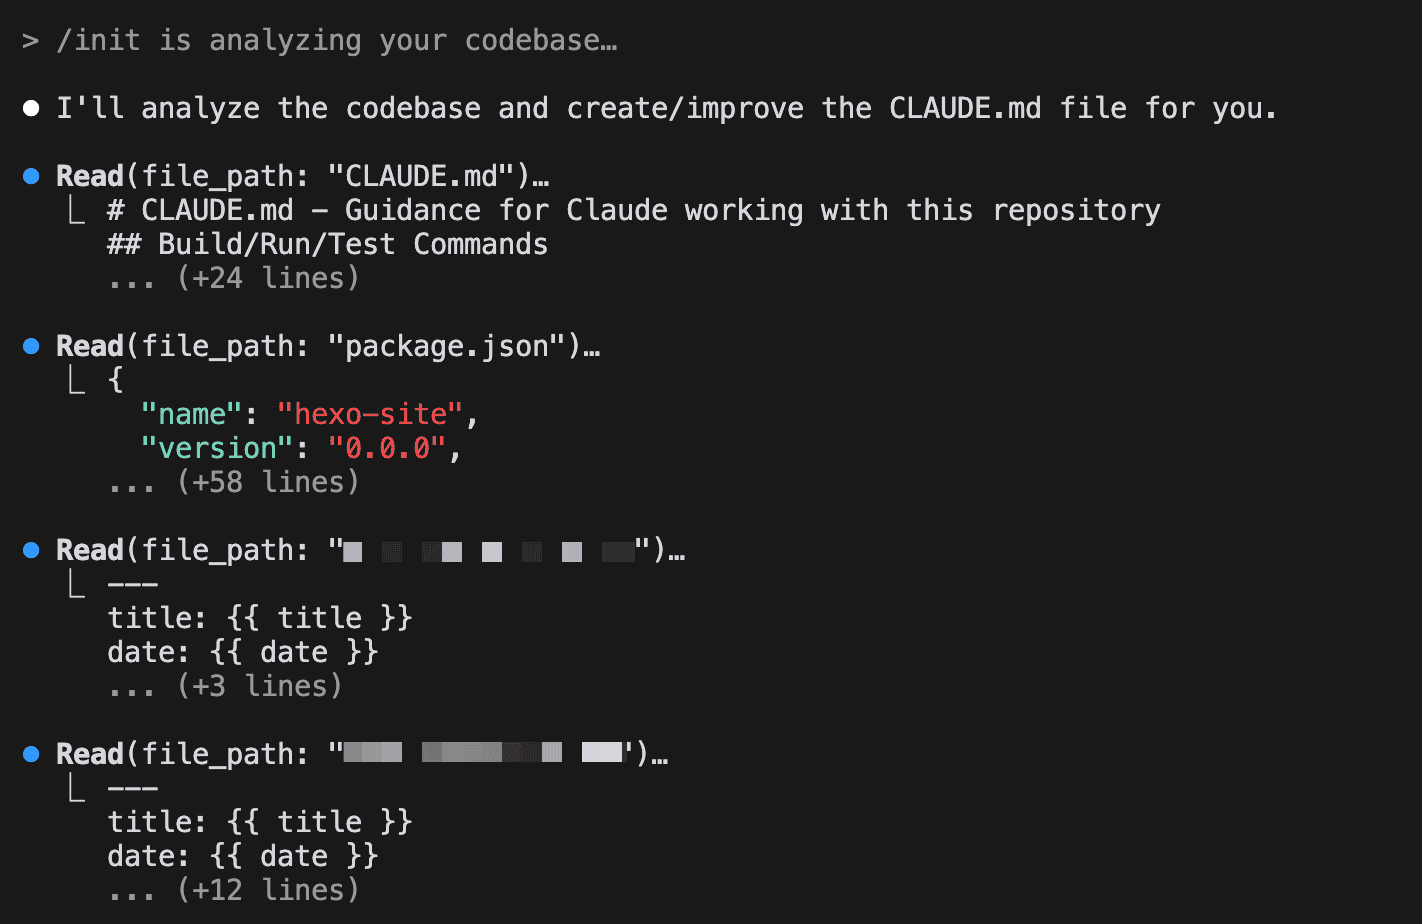 > /init is analyzing your codebase…
I'll analyze the codebase and create/improve the CLAUDE.md file for you.
Read(file_path: "CLAUDE.md")…
# CLAUDE.md - Guidance for Claude working with this repository
## Build/Run/Test Commands
... (+24 lines)
Read(file_path: "package.json")…
{
"name": "hexo-site",
"version": "0.0.0",
... (+58 lines)
Read(file_path: "")…
---
title: {{ title }}
date: {{ date }}
... (+3 lines)
Read(file_path: "')…
---
title: {{ title }}
date: {{ date }}
... (+12 lines)